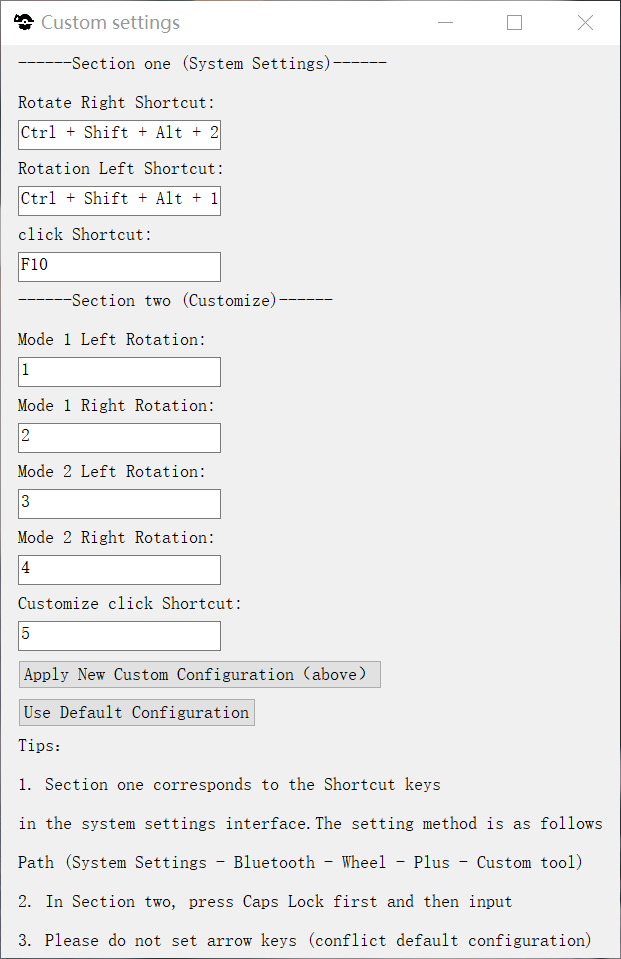 Custom settings
------Section one (System Settings)------
Rotate Right Shortcut:
Ctrl + Shift + Alt + 2
Rotation Left Shortcut:
Ctrl + Shift + Alt + 1
click Shortcut:
F10
------Section two (Customize)------
Mode 1 Left Rotation:
1
Mode 1 Right Rotation:
2
Mode 2 Left Rotation:
3
Mode 2 Right Rotation:
4
Customize click Shortcut:
5
Apply New Custom Configuration（above）
Use Default Configuration
Tips:
1. Section one corresponds to the Shortcut keys
in the system settings interface.The setting method is as follows
Path (System Settings - Bluetooth - Wheel - Plus - Custom tool)
2. In Section two, press Caps Lock first and then input
3. Please do not set arrow keys (conflict default configuration)